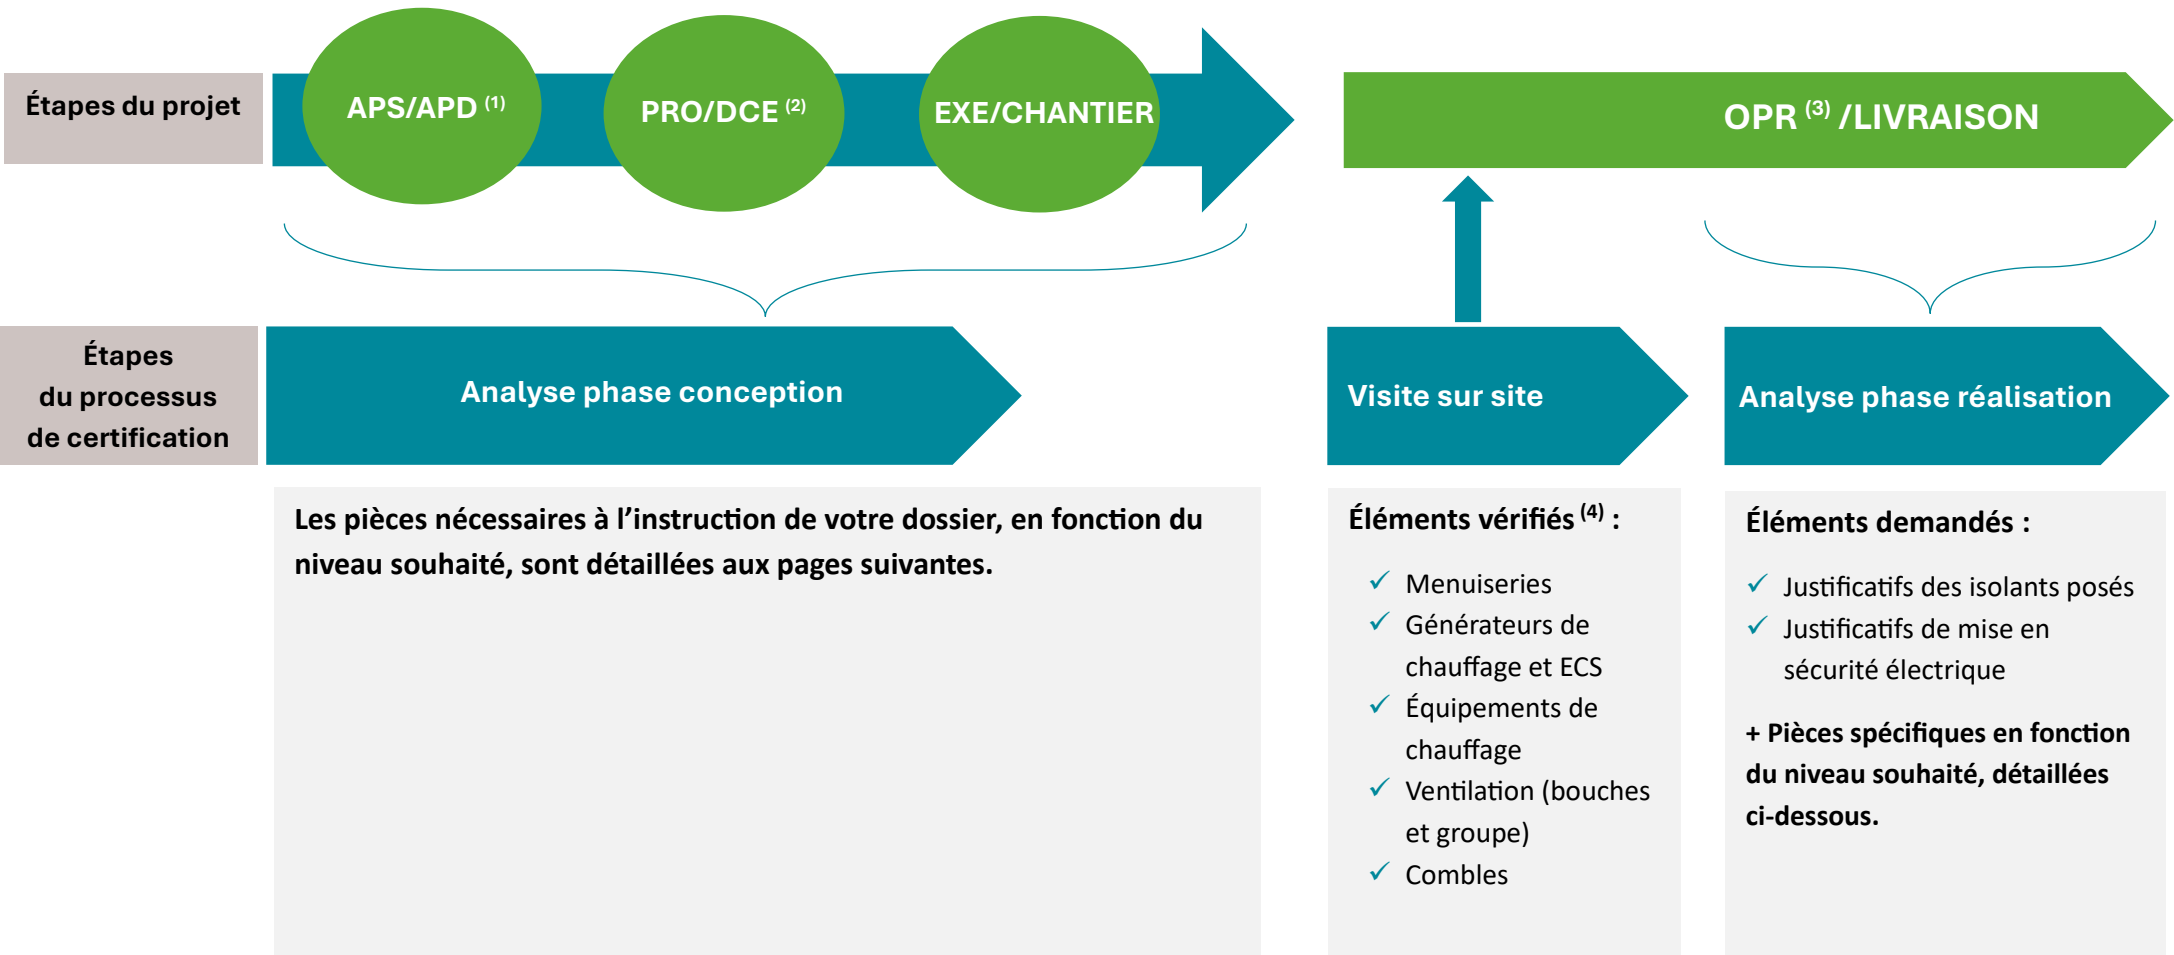 Étapes du projet
APS/APD (1)
PRO/DCE (2)
EXE/CHANTIER
OPR (3) /LIVRAISON
Étapes
du processus
de certification
Analyse phase conception
Visite sur site
Analyse phase réalisation
Les pièces nécessaires à l’instruction de votre dossier, en fonction du
niveau souhaité, sont détaillées aux pages suivantes.
Éléments vérifiés (4) :
✓ Menuiseries
✓ Générateurs de
chauffage et ECS
✓ Équipements de
chauffage
✓ Ventilation (bouches
et groupe)
✓ Combles
Éléments demandés :
✓ Justificatifs des isolants posés
✓ Justificatifs de mise en
sécurité électrique
+ Pièces spécifiques en fonction
du niveau souhaité, détaillées
ci-dessous.